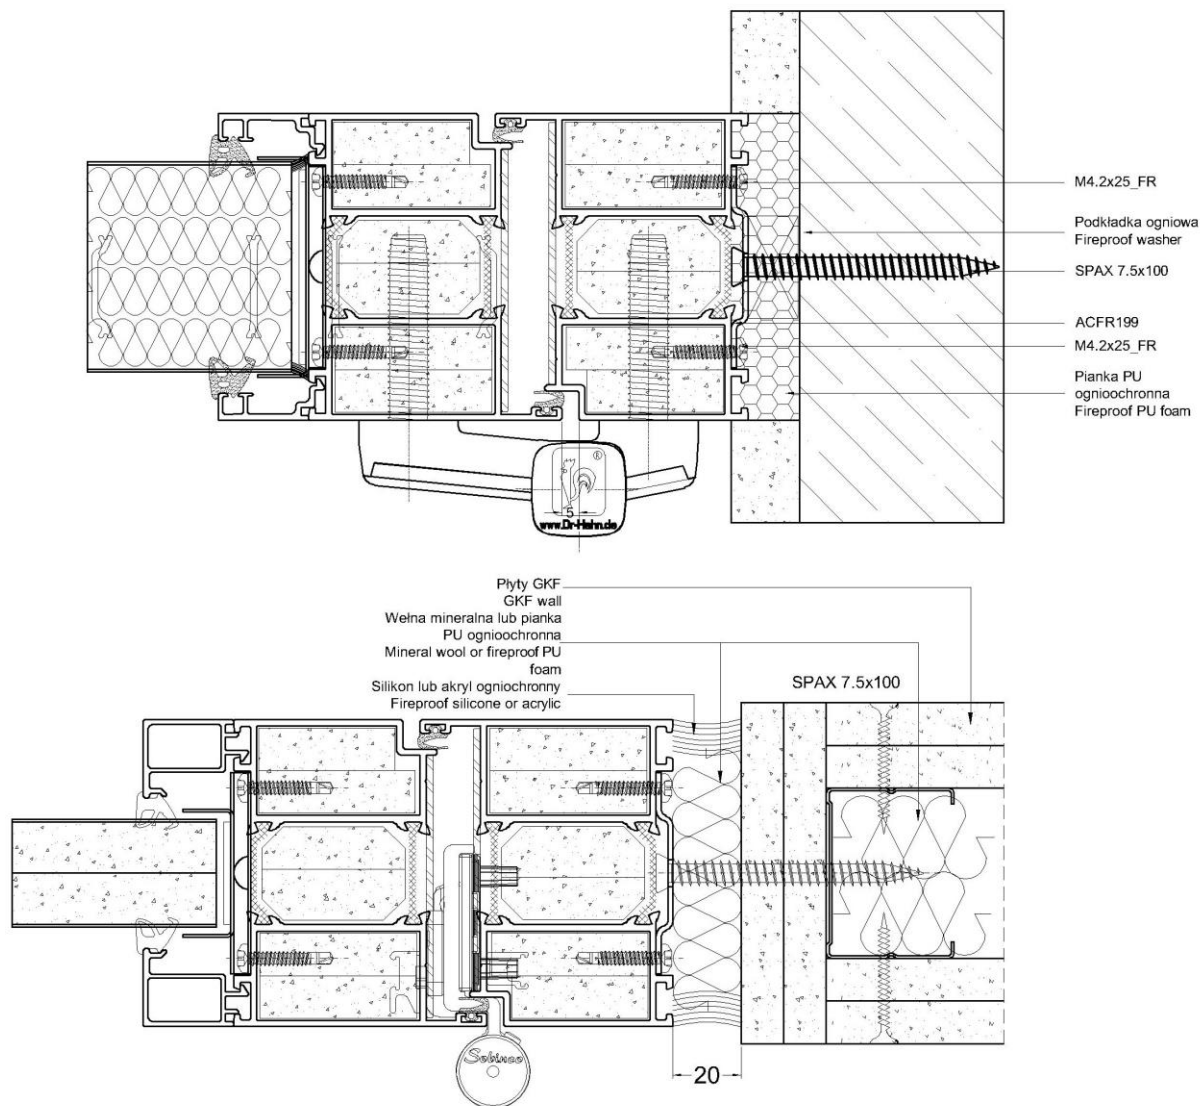 M4.2x25_FR
Podkładka ogniowa
Fireproof washer
SPAX 7.5x100
ACFR199
M4.2x25_FR
Pianka PU
ognioochronna
Fireproof PU foam
®
5
www.Dr-Hahn.de
Płyty GKF
GKF wall
Wełna mineralna lub pianka
PU ognioochronna
Mineral wool or fireproof PU
foam
Silikon lub akryl ogniochronny
Fireproof silicone or acrylic
SPAX 7.5x100
Sobinco
20